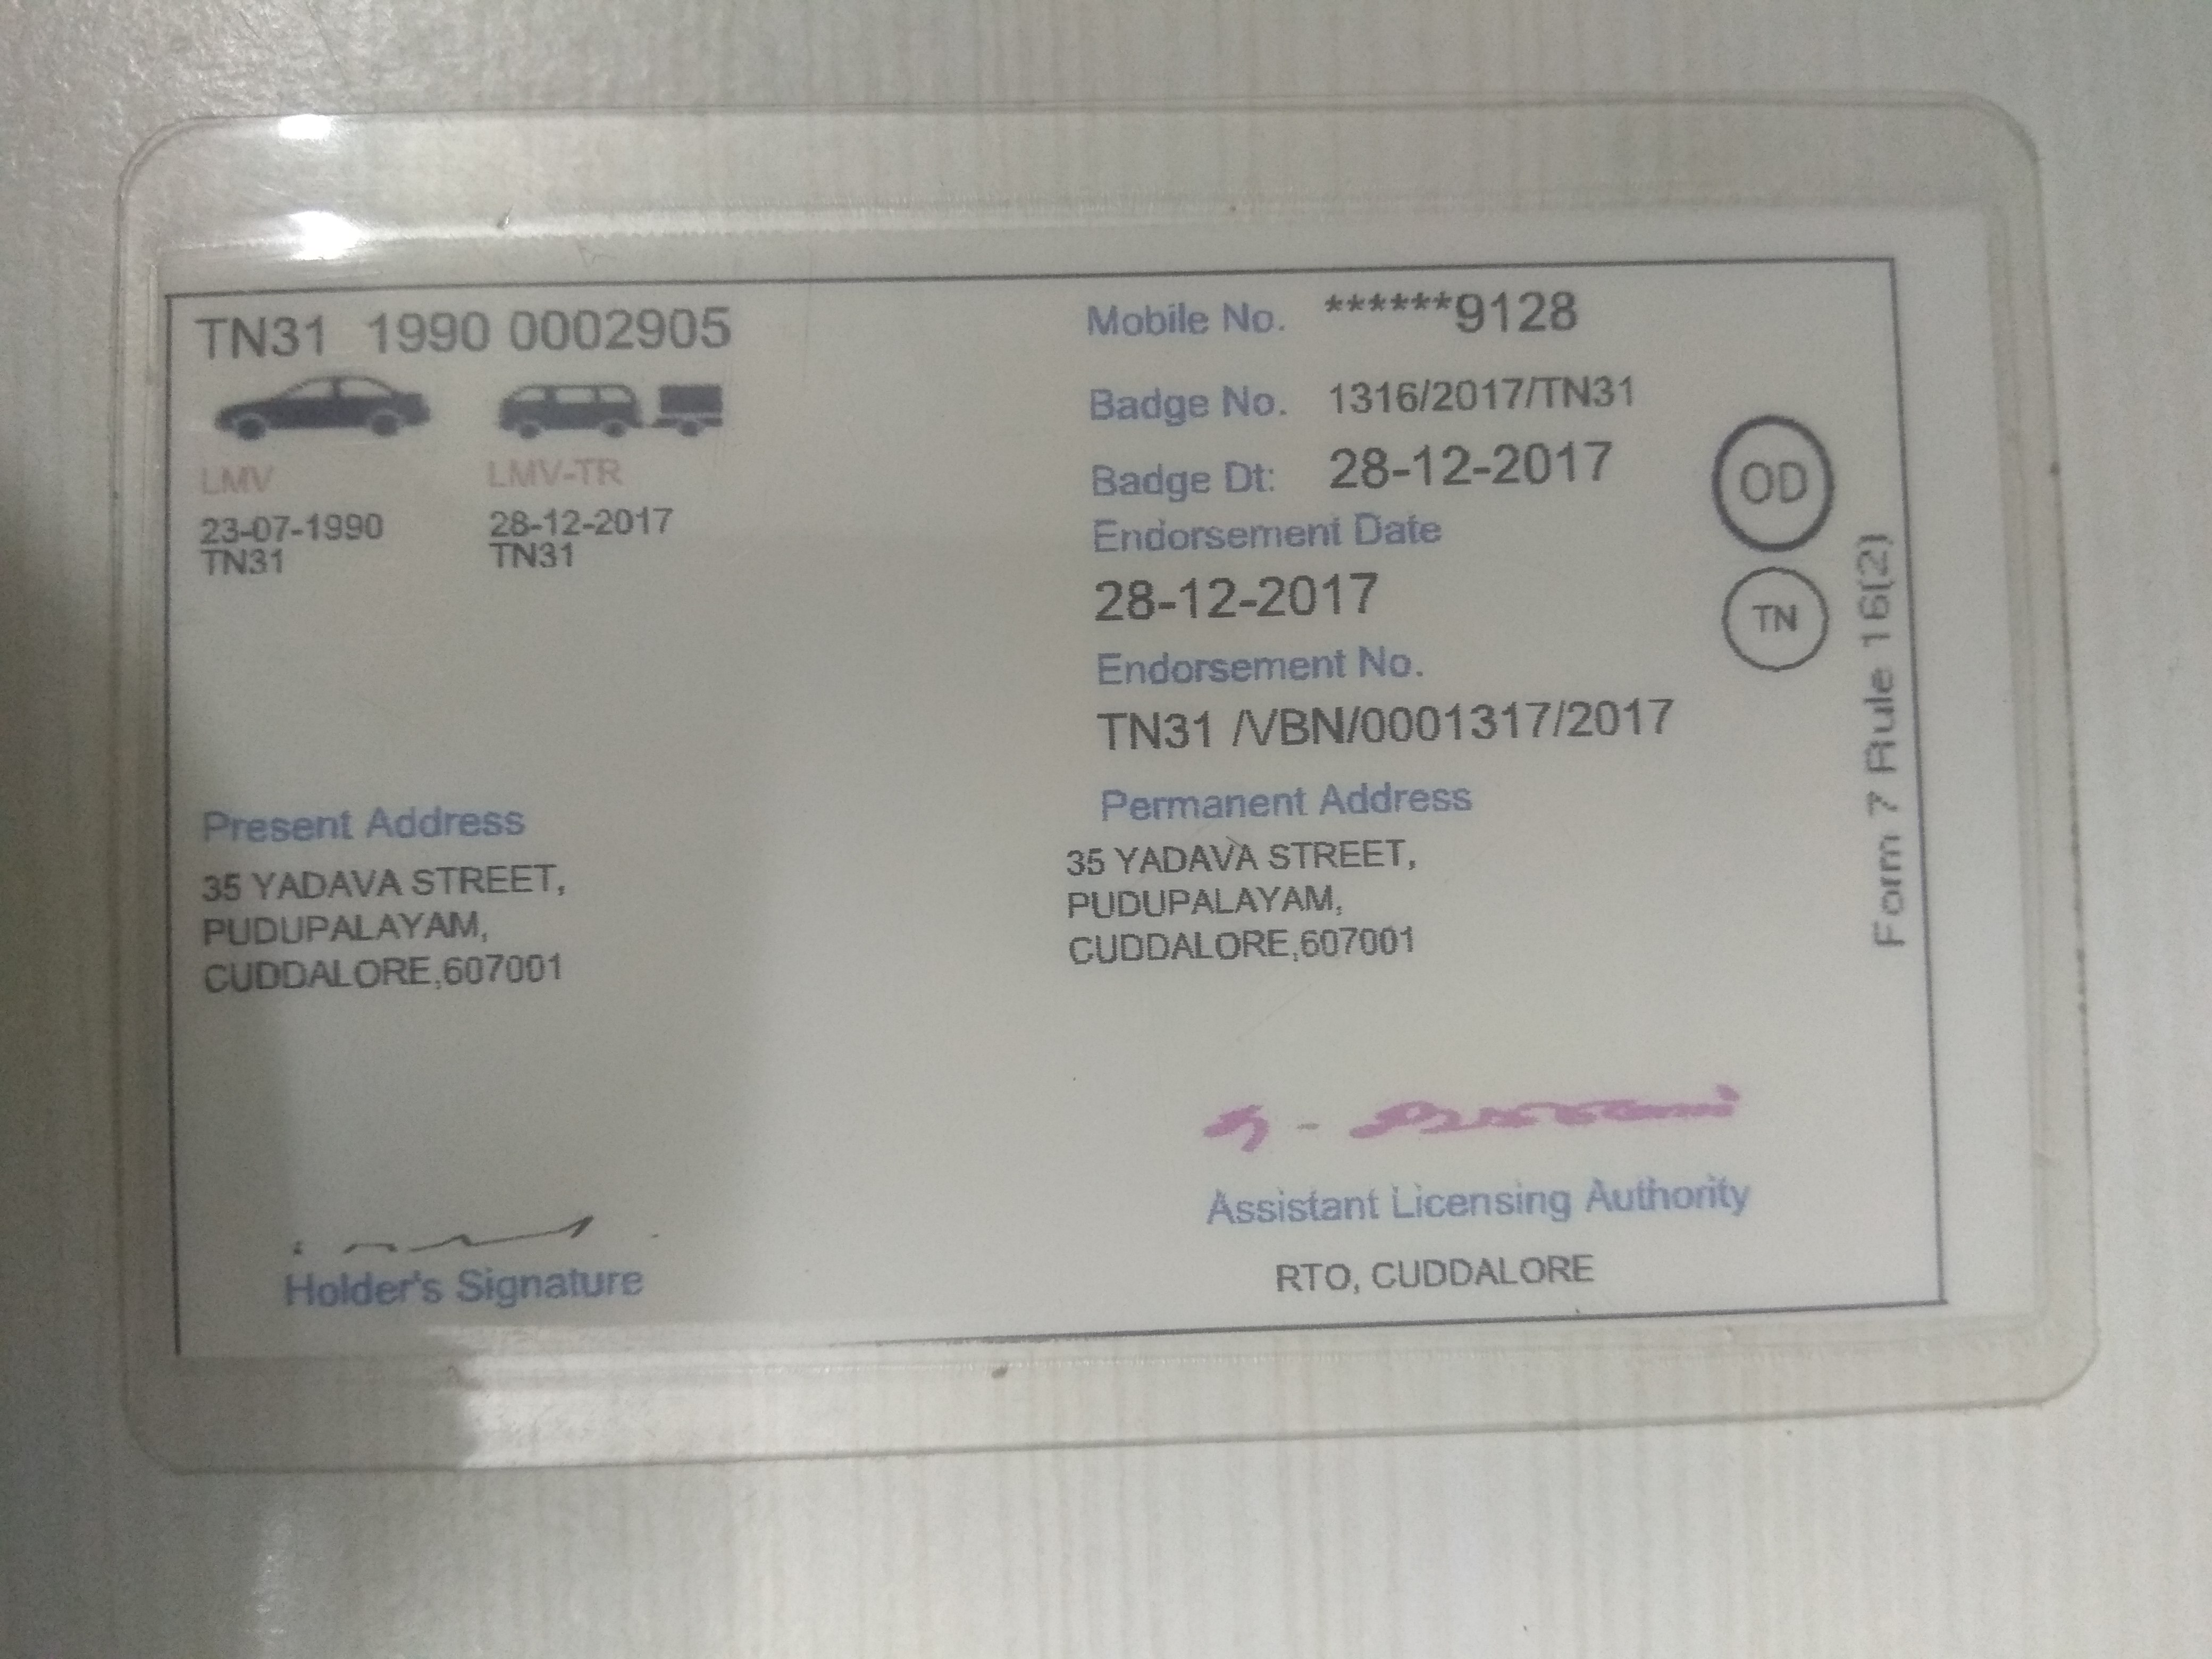 TN31 1990 0002905
LMV LMV-TR
23-07-1990 28-12-2017
TN31 TN31
Mobile No. ******9128
Badge No. 1316/2017/TN31
Badge Dt: 28-12-2017
Endorsement Date
28-12-2017
Endorsement No.
TN31 /VBN/0001317/2017
OD
TN
Form 7 Rule 16(2)
Present Address
35 YADAVA STREET,
PUDUPALAYAM,
CUDDALORE,607001
Permanent Address
35 YADAVA STREET,
PUDUPALAYAM,
CUDDALORE,607001
Holder's Signature
Assistant Licensing Authority
RTO, CUDDALORE